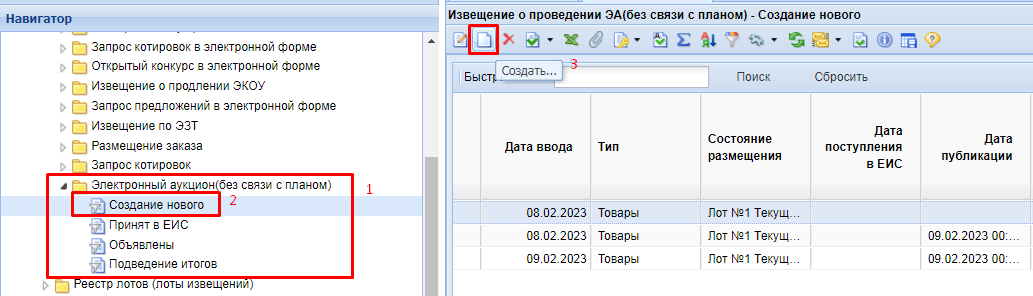 Навигатор
Запрос котировок в электронной форме
Открытый конкурс в электронной форме
Извещение о продлении ЭКОУ
Запрос предложений в электронной форме
Извещение по ЭЗТ
Размещение заказа
Запрос котировок
Электронный аукцион(без связи с планом)
1
Создание нового
2
Принят в ЕИС
Объявлены
Подведение итогов
Реестр лотов (лоты извещений)
Извещение о проведении ЭА(без связи с планом) - Создание нового
Создать...
3
Быстр
Поиск
Сбросить
Дата ввода
Тип
Состояние размещения
Дата поступления в ЕИС
Дата публикации
08.02.2023 Товары Лот №1 Текущ...
08.02.2023 Товары Лот №1 Текущ... 09.02.2023 00:...
09.02.2023 Товары Лот №1 Текущ... 09.02.2023 00:...